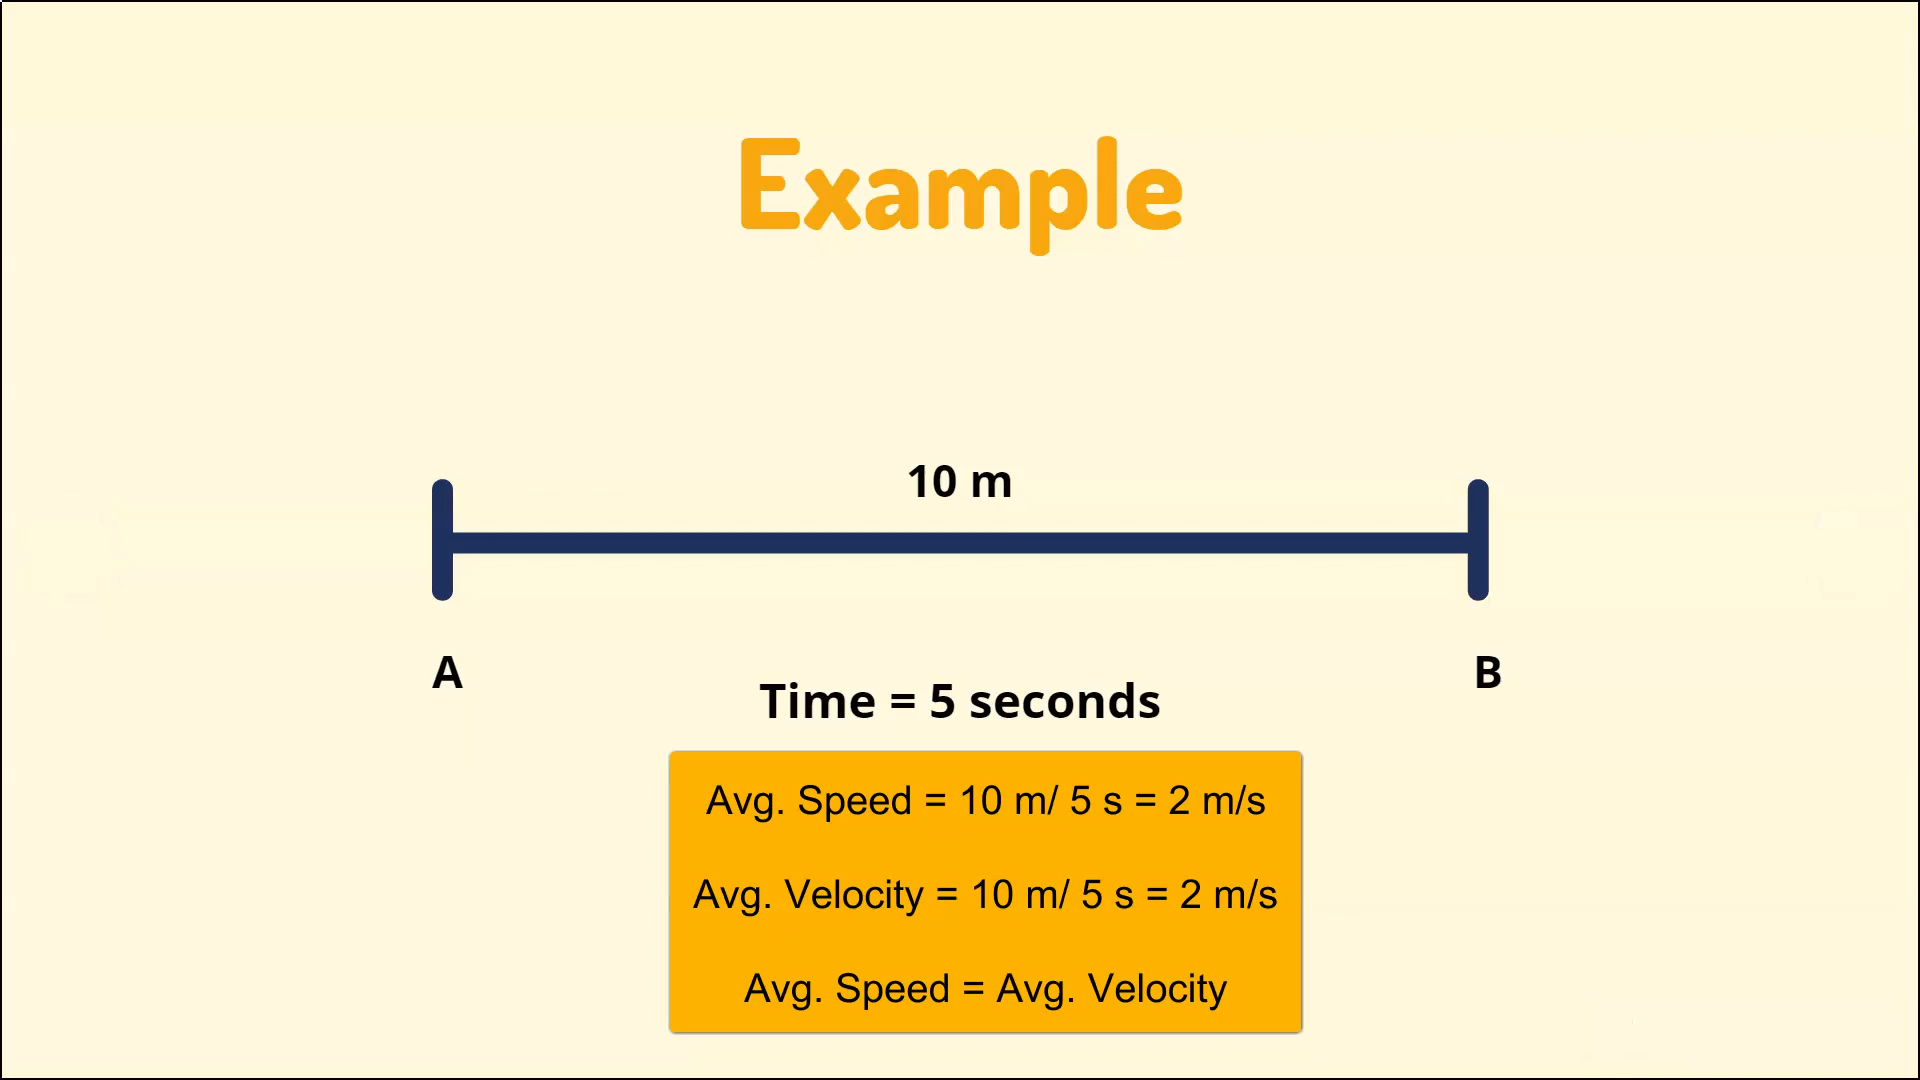 Example
10 m
A
B
Time = 5 seconds
Avg. Speed = 10 m/ 5 s = 2 m/s
Avg. Velocity = 10 m/ 5 s = 2 m/s
Avg. Speed = Avg. Velocity